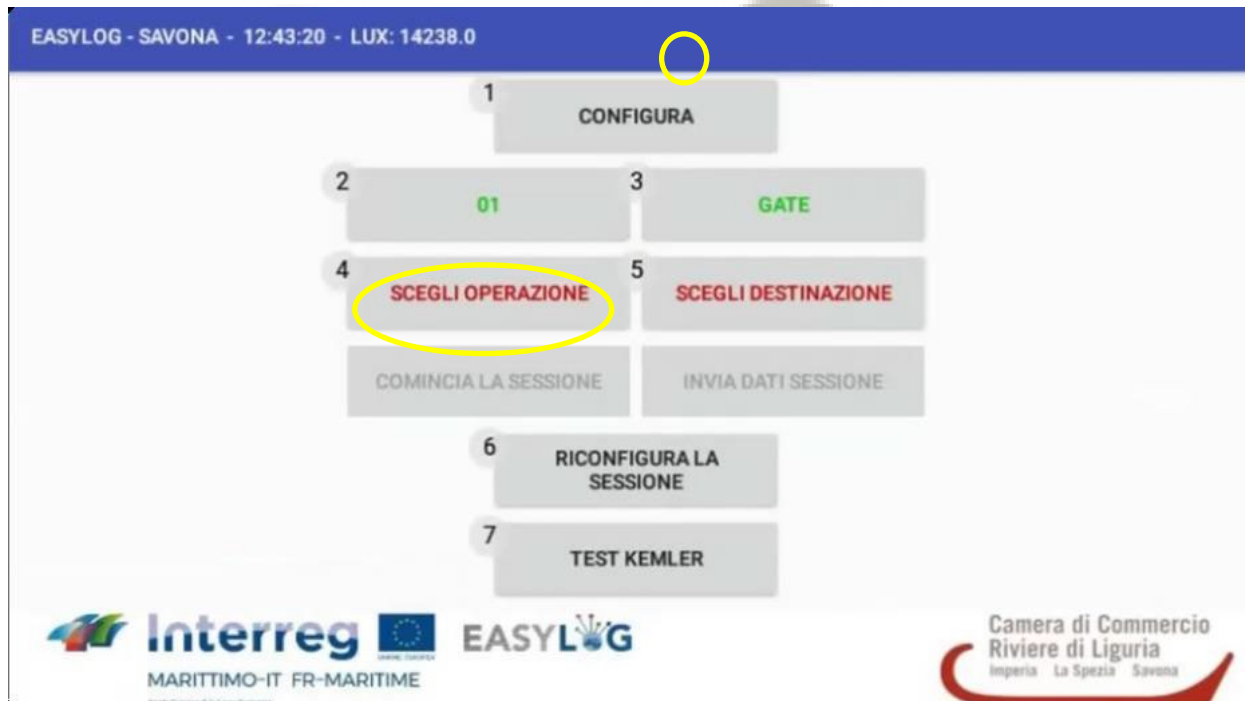 EASYLOG - SAVONA - 12:43:20 - LUX: 14238.0
1
CONFIGURA
2
01
3
GATE
4
SCEGLI OPERAZIONE
5
SCEGLI DESTINAZIONE
COMINCIA LA SESSIONE
INVIA DATI SESSIONE
6
RICONFIGURA LA
SESSIONE
7
TEST KEMLER
Interreg
EASYLOG
MARITTIMO-IT FR-MARITIME
Camera di Commercio
Riviere di Liguria
Imperia La Spezia Savona